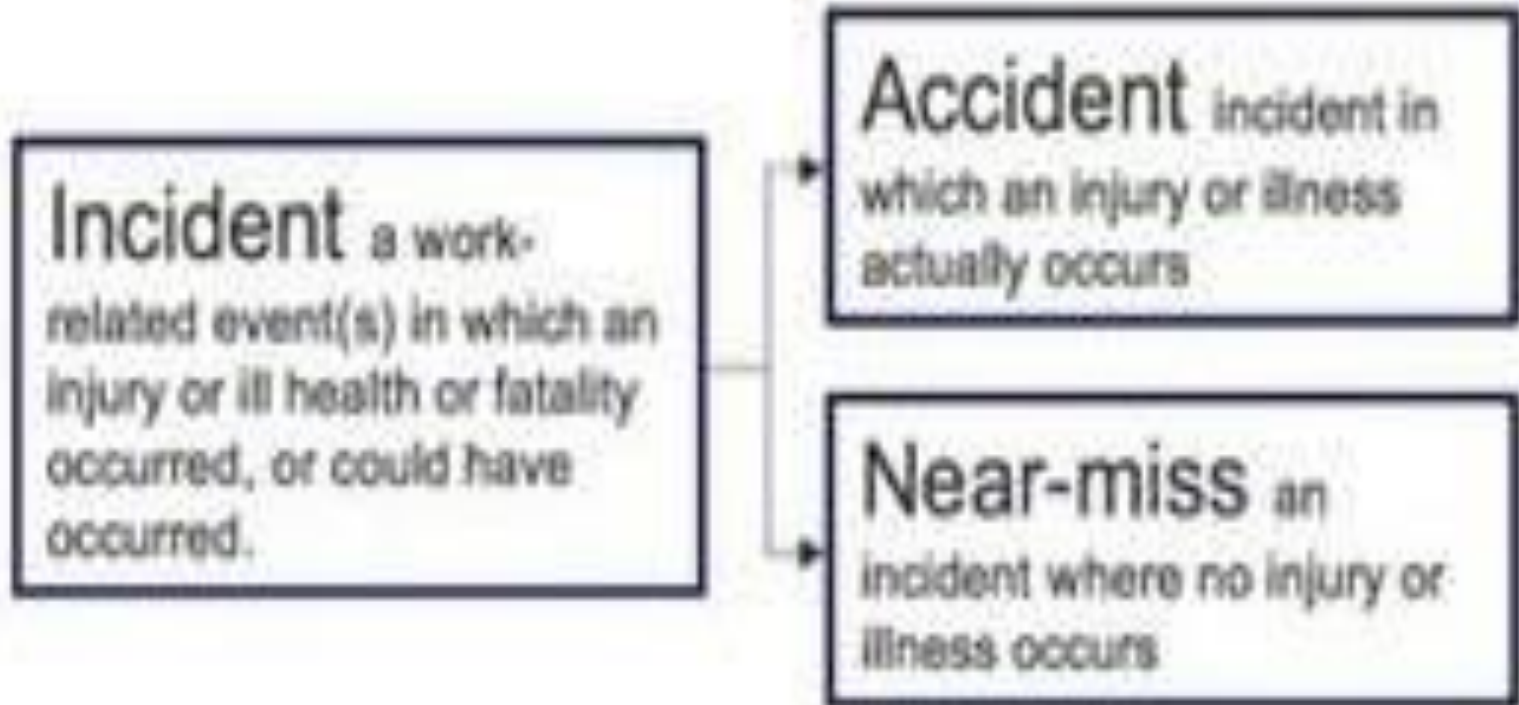 Incident a work-
related event(s) in which an
injury or ill health or fatality
occurred, or could have
occurred.
Accident incident in
which an injury or illness
actually occurs
Near-miss an
incident where no injury or
illness occurs